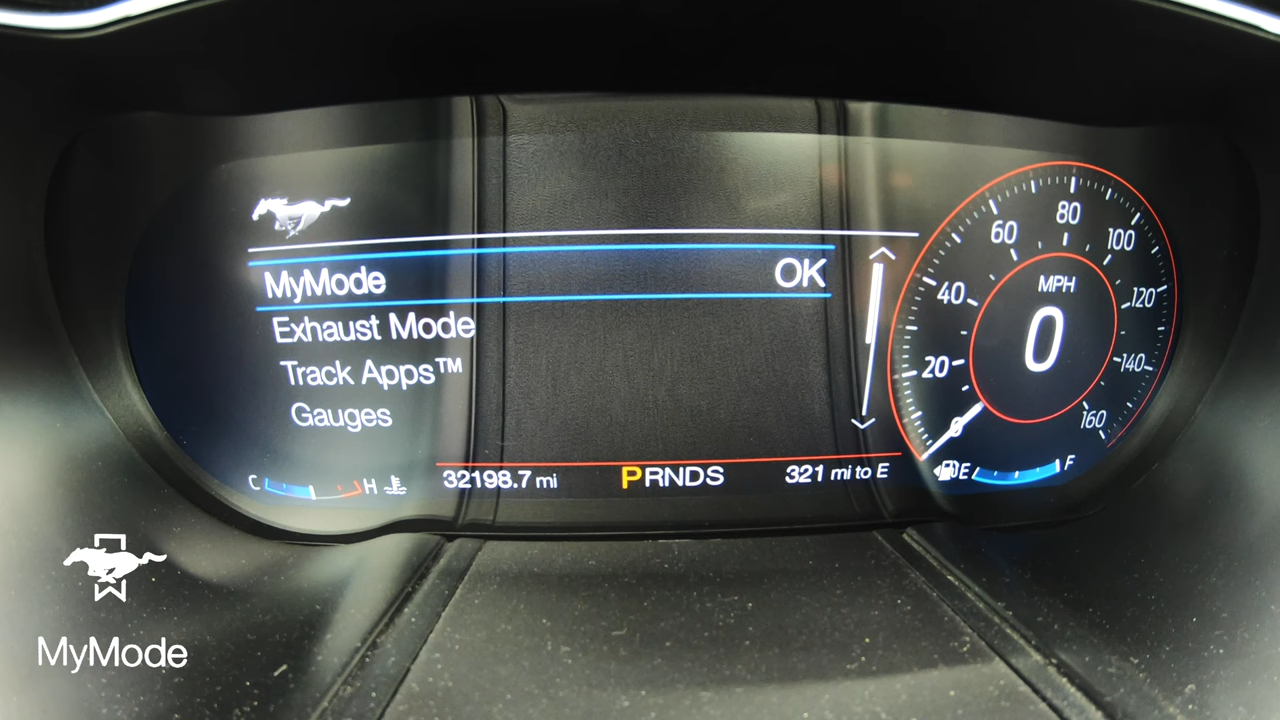 MyMode OK
Exhaust Mode
Track Apps™
Gauges
C H
32198.7 mi
PRNDS
321 mi to E
MPH
0
0
20
40
60
80
100
120
140
160
E F
MyMode